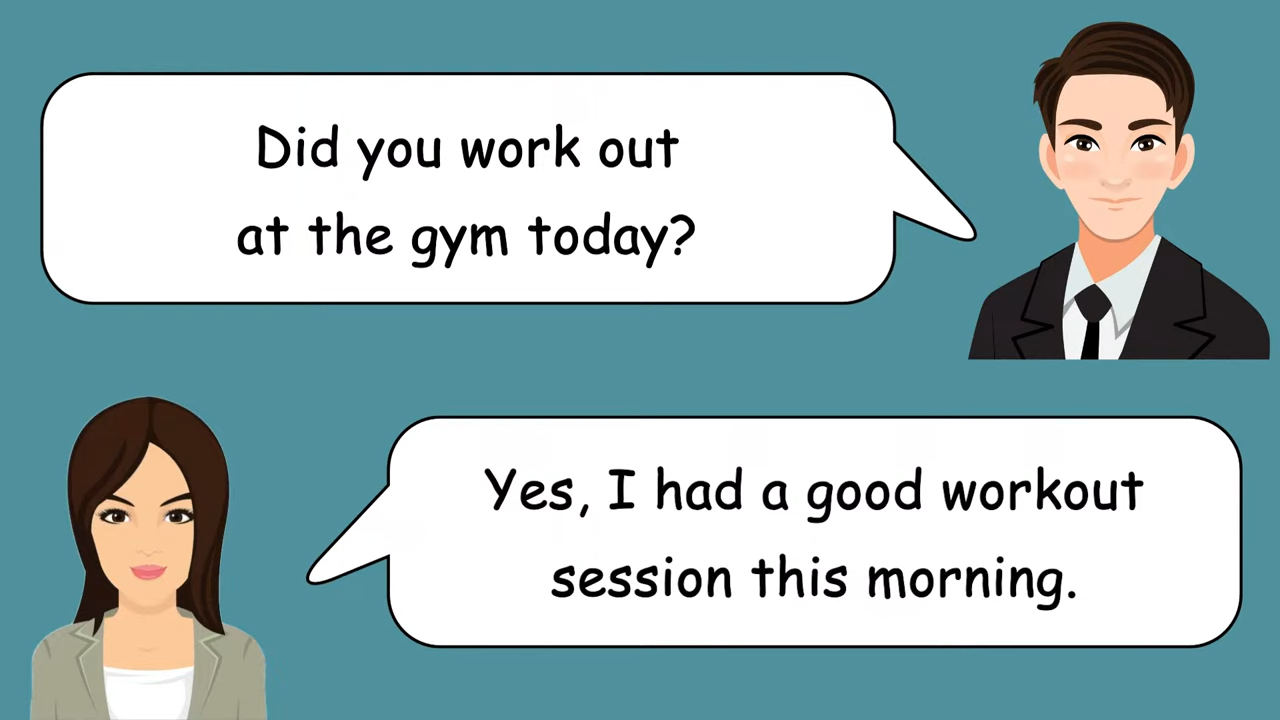 Did you work out
at the gym today?
Yes, I had a good workout
session this morning.